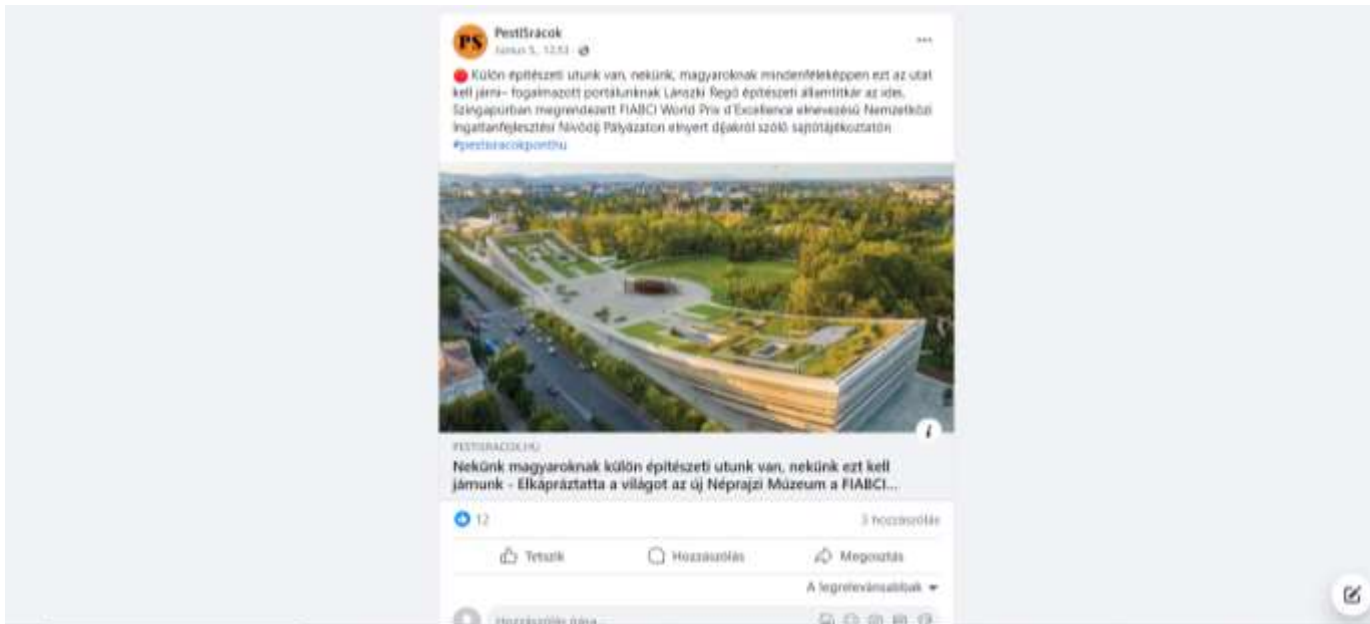 PS
PestiSrácok
Június 5., 12:53
Külön építészeti utunk van, nekünk, magyaroknak mindenféleképpen ezt az utat
kell járni– fogalmazott portálunknak Lánszki Regő építészeti államtitkár az idei,
Szingapúrban megrendezett FIABCI World Prix d'Excellence elnevezésű Nemzetközi
Ingatlanfejlesztési Nívódíj Pályázaton elnyert díjakról szóló sajtótájékoztatón
#pestisracokponthu
PESTISRACOK.HU
Nekünk magyaroknak külön építészeti utunk van, nekünk ezt kell
járnunk - Elkápráztatta a világot az új Néprajzi Múzeum a FIABCI...
12
3 hozzászólás
Tetszik
Hozzászólás
Megosztás
A legrelevánsabbak
Hozzászólás írása...